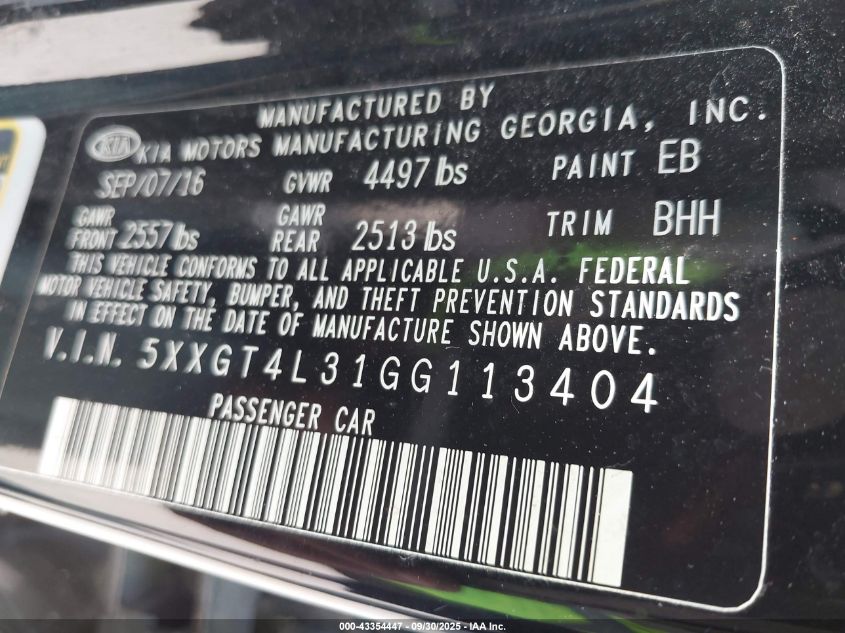 MANUFACTURED BY
KIA KIA MOTORS MANUFACTURING GEORGIA, INC.
SEP/07/16 GVWR 4497 lbs PAINT EB
GAWR FRONT 2557 lbs GAWR REAR 2513 lbs TRIM BHH
THIS VEHICLE CONFORMS TO ALL APPLICABLE U.S.A. FEDERAL
MOTOR VEHICLE SAFETY, BUMPER, AND THEFT PREVENTION STANDARDS
IN EFFECT ON THE DATE OF MANUFACTURE SHOWN ABOVE.
V.I.N. 5XXGT4L31GG113404
PASSENGER CAR
000-43354447 - 09/30/2025 - IAA Inc.